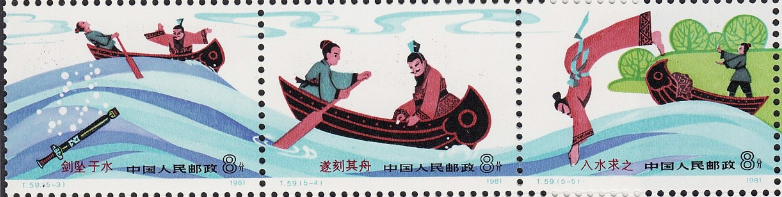 剑坠于水
中国人民邮政 8分
T.59.(5-3) 1981
遂刻其舟
中国人民邮政 8分
T.59.(5-4) 1981
入水求之
中国人民邮政 8分
T.59.(5-5) 1981